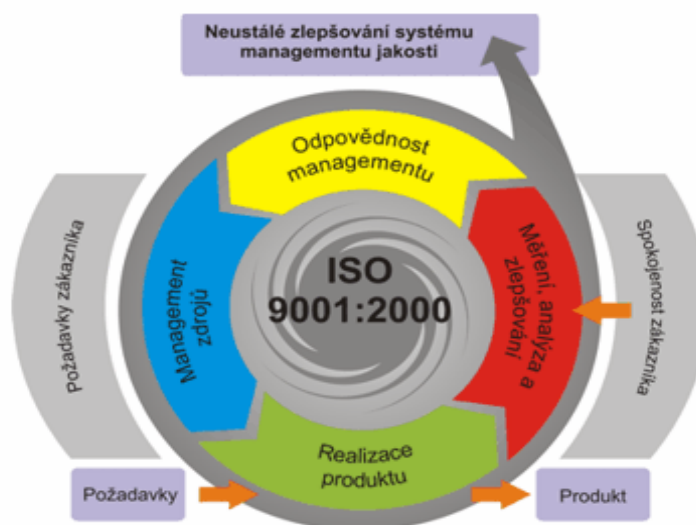 Neustálé zlepšování systému
managementu jakosti
Odpovědnost
managementu
Požadavky zákazníka
Management
zdrojů
ISO
9001:2000
Měření, analýza a
zlepšování
Spokojenost zákazníka
Realizace
produktu
Požadavky
Produkt